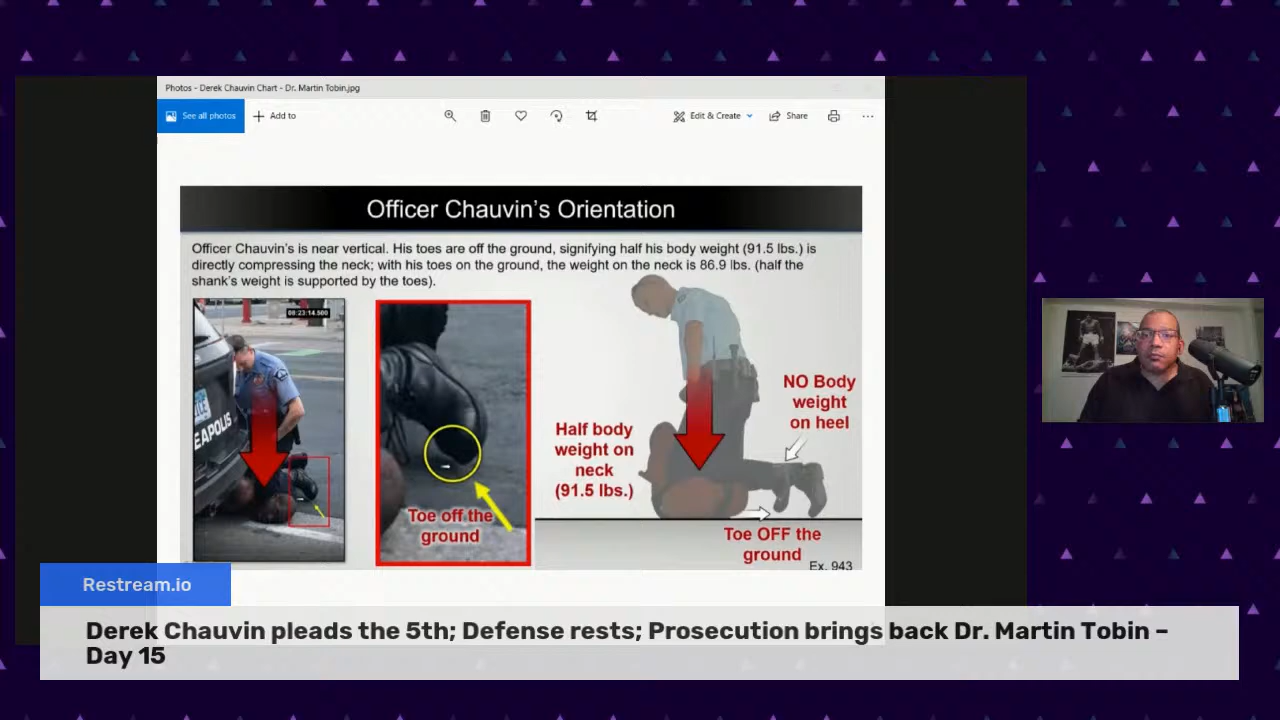 Photos - Derek Chauvin Chart - Dr. Martin Tobin.jpg
See all photos
Add to
Edit & Create
Share
Officer Chauvin's Orientation
Officer Chauvin's is near vertical. His toes are off the ground, signifying half his body weight (91.5 lbs.) is
directly compressing the neck; with his toes on the ground, the weight on the neck is 86.9 lbs. (half the
shank's weight is supported by the toes).
08:23:14.500
EAPOLIS
Toe off the
ground
Half body
weight on
neck
(91.5 lbs.)
NO Body
weight
on heel
Toe OFF the
ground
Ex. 943
Restream.io
Derek Chauvin pleads the 5th; Defense rests; Prosecution brings back Dr. Martin Tobin –
Day 15